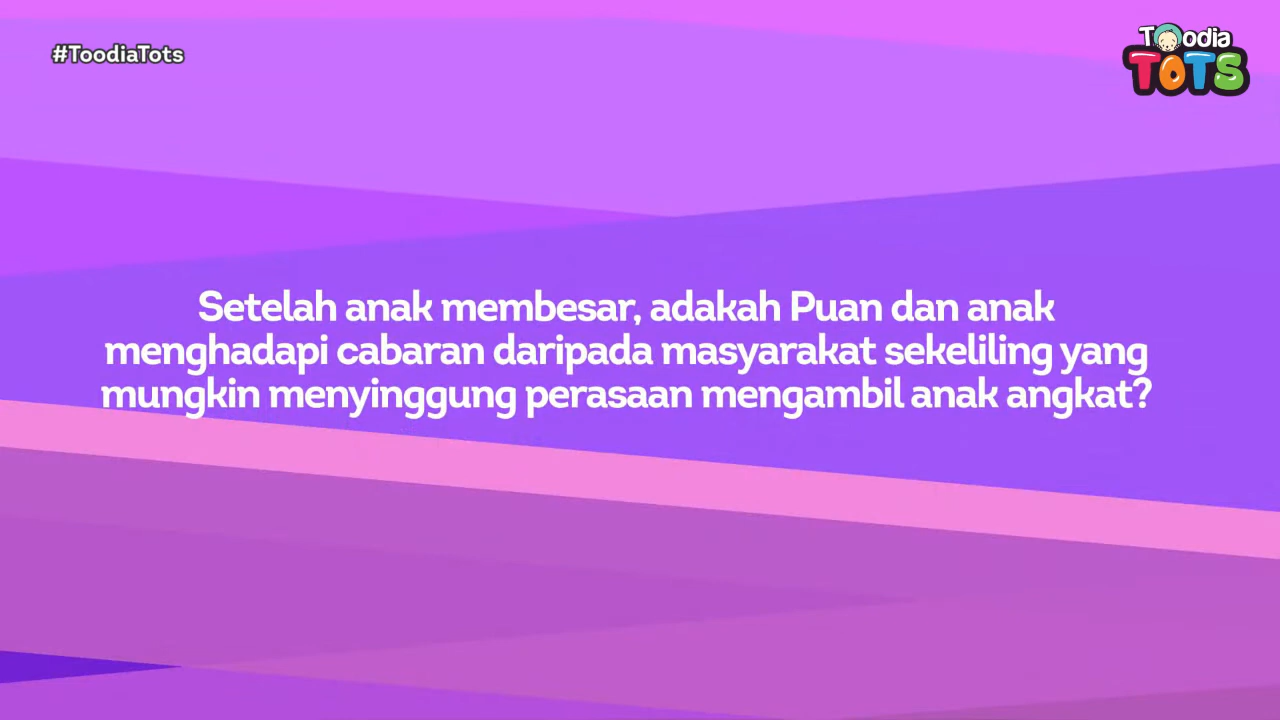 #ToodiaTots
Toodia
TOTS
Setelah anak membesar, adakah Puan dan anak
menghadapi cabaran daripada masyarakat sekeliling yang
mungkin menyinggung perasaan mengambil anak angkat?